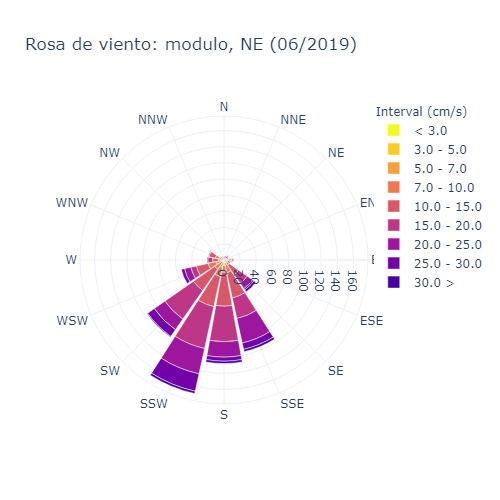 Rosa de viento: modulo, NE (06/2019)
N
NNE
NE
EN
E
ESE
SE
SSE
S
SSW
SW
WSW
W
WNW
NW
NNW
0
20
40
60
80
100
120
140
160
Interval (cm/s)
< 3.0
3.0 - 5.0
5.0 - 7.0
7.0 - 10.0
10.0 - 15.0
15.0 - 20.0
20.0 - 25.0
25.0 - 30.0
30.0 >